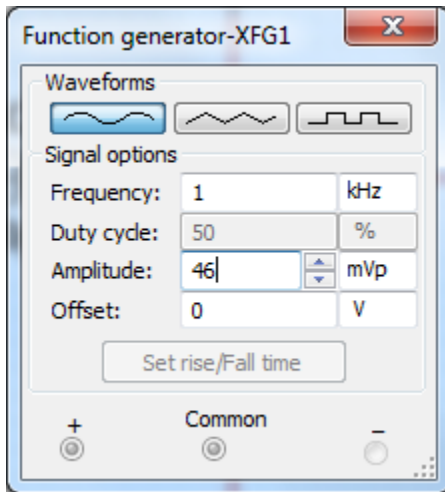 Function generator-XFG1
Waveforms
Signal options
Frequency: 1 kHz
Duty cycle: 50 %
Amplitude: 46 mVp
Offset: 0 V
Set rise/Fall time
+ Common −